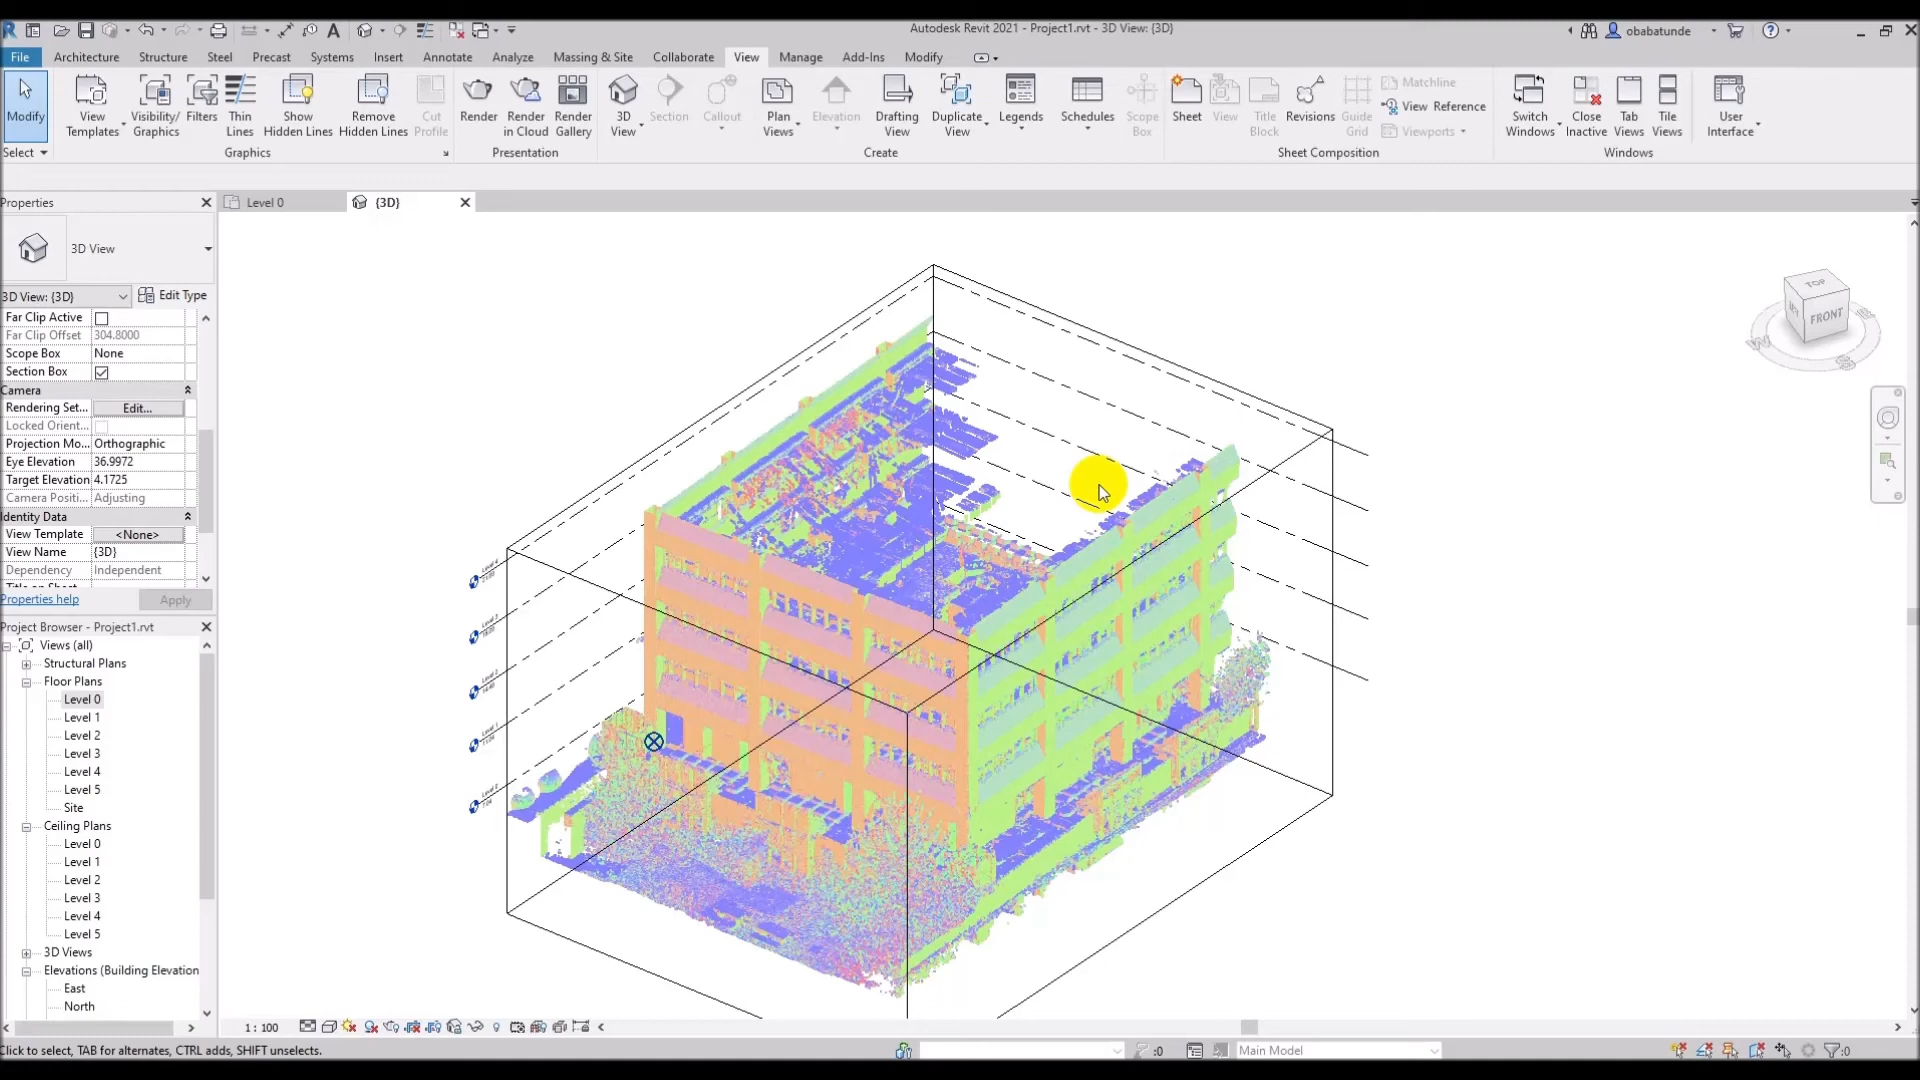 Autodesk Revit 2021 - Project1.rvt - 3D View: {3D}
obabatunde
File
Architecture
Structure
Steel
Precast
Systems
Insert
Annotate
Analyze
Massing & Site
Collaborate
View
Manage
Add-Ins
Modify
Modify
View
Templates
Visibility/
Graphics
Filters
Thin
Lines
Show
Hidden Lines
Remove
Hidden Lines
Cut
Profile
Render
Render
in Cloud
Render
Gallery
3D
View
Section
Callout
Plan
Views
Elevation
Drafting
View
Duplicate
View
Legends
Schedules
Scope
Box
Sheet
View
Title
Block
Revisions
Guide
Grid
Matchline
View Reference
Viewports
Switch
Windows
Close
Inactive
Tab
Views
Tile
Views
User
Interface
Select
Graphics
Presentation
Create
Sheet Composition
Windows
Properties
Level 0
{3D}
3D View
3D View: {3D}
Edit Type
Far Clip Active
Far Clip Offset 304.8000
Scope Box None
Section Box
Camera
Rendering Set... Edit...
Locked Orient...
Projection Mo... Orthographic
Eye Elevation 36.9972
Target Elevation 4.1725
Camera Positi... Adjusting
Identity Data
View Template <None>
View Name {3D}
Dependency Independent
Properties help
Apply
Project Browser - Project1.rvt
Views (all)
Structural Plans
Floor Plans
Level 0
Level 1
Level 2
Level 3
Level 4
Level 5
Site
Ceiling Plans
Level 0
Level 1
Level 2
Level 3
Level 4
Level 5
3D Views
Elevations (Building Elevation
East
North
TOP
FRONT
1 : 100
Click to select, TAB for alternates, CTRL adds, SHIFT unselects.
:0
Main Model
:0